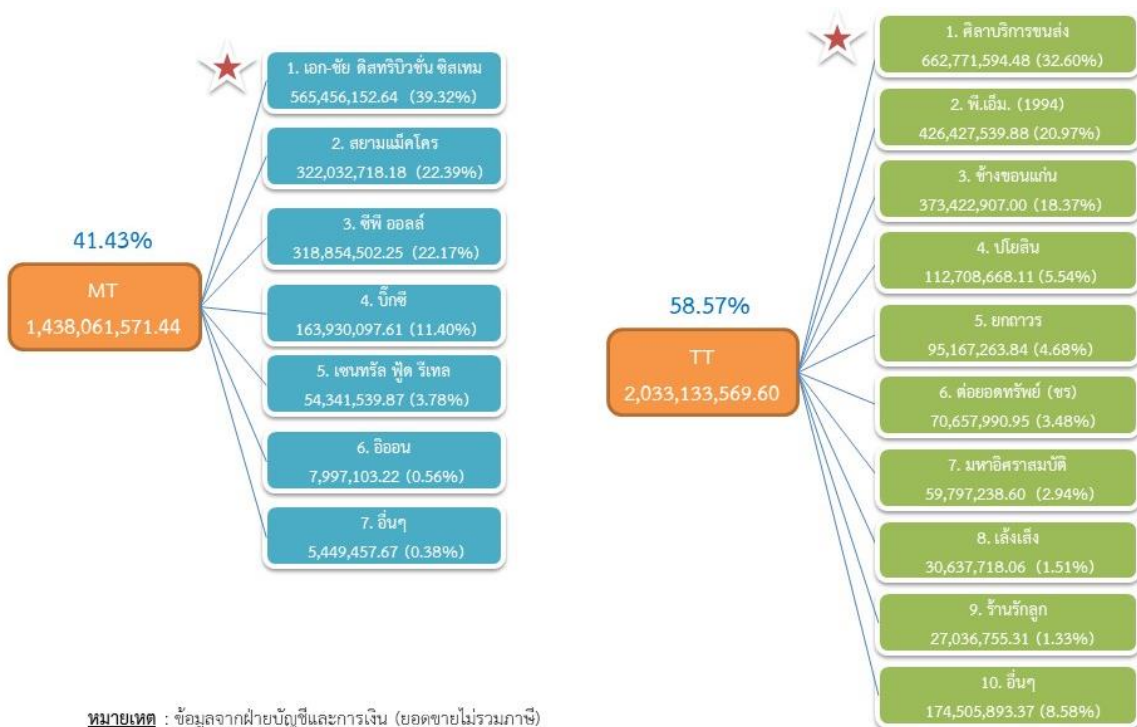 41.43%
MT
1,438,061,571.44
1. เอก-ชัย ดิสทริบิวชั่น ซิสเทม
565,456,152.64 (39.32%)
2. สยามแม็คโคร
322,032,718.18 (22.39%)
3. ซีพี ออลล์
318,854,502.25 (22.17%)
4. บิ๊กซี
163,930,097.61 (11.40%)
5. เซนทรัล ฟู้ด รีเทล
54,341,539.87 (3.78%)
6. อิออน
7,997,103.22 (0.56%)
7. อื่นๆ
5,449,457.67 (0.38%)
58.57%
TT
2,033,133,569.60
1. ศิลาบริการขนส่ง
662,771,594.48 (32.60%)
2. พี.เอ็ม. (1994)
426,427,539.88 (20.97%)
3. ช้างขอนแก่น
373,422,907.00 (18.37%)
4. ปโยสิน
112,708,668.11 (5.54%)
5. ยกถาวร
95,167,263.84 (4.68%)
6. ต่อยอดทรัพย์ (ชร)
70,657,990.95 (3.48%)
7. มหาอิศราสมบัติ
59,797,238.60 (2.94%)
8. เล้งเส็ง
30,637,718.06 (1.51%)
9. ร้านรักลูก
27,036,755.31 (1.33%)
10. อื่นๆ
174,505,893.37 (8.58%)
หมายเหตุ : ข้อมูลจากฝ่ายบัญชีและการเงิน (ยอดขายไม่รวมภาษี)